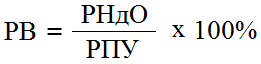 РВ = РНдО / РПУ х 100%